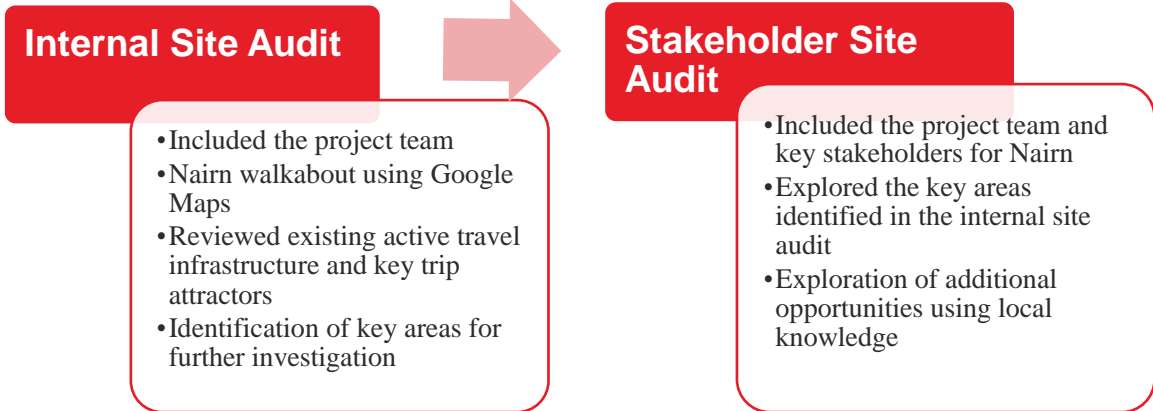 Internal Site Audit
•Included the project team
•Nairn walkabout using Google
Maps
•Reviewed existing active travel
infrastructure and key trip
attractors
•Identification of key areas for
further investigation
Stakeholder Site
Audit
•Included the project team and
key stakeholders for Nairn
•Explored the key areas
identified in the internal site
audit
•Exploration of additional
opportunities using local
knowledge